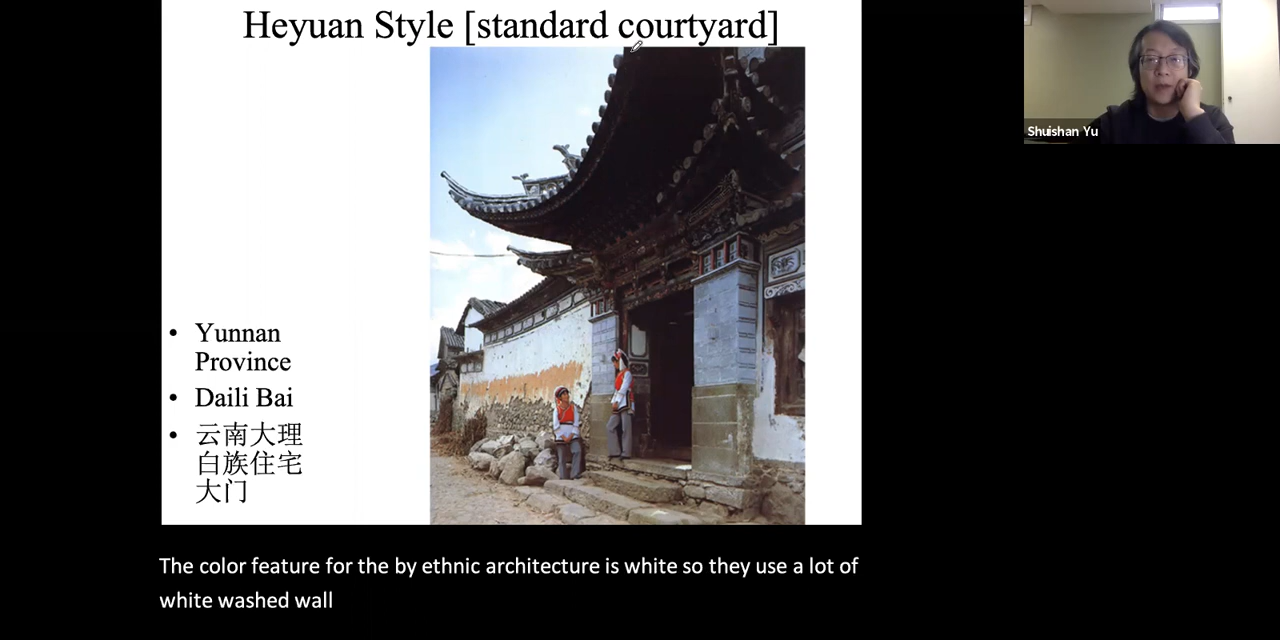 Heyuan Style [standard courtyard]
Shuishan Yu
• Yunnan
Province
• Daili Bai
• 云南大理
白族住宅
大门
The color feature for the by ethnic architecture is white so they use a lot of
white washed wall